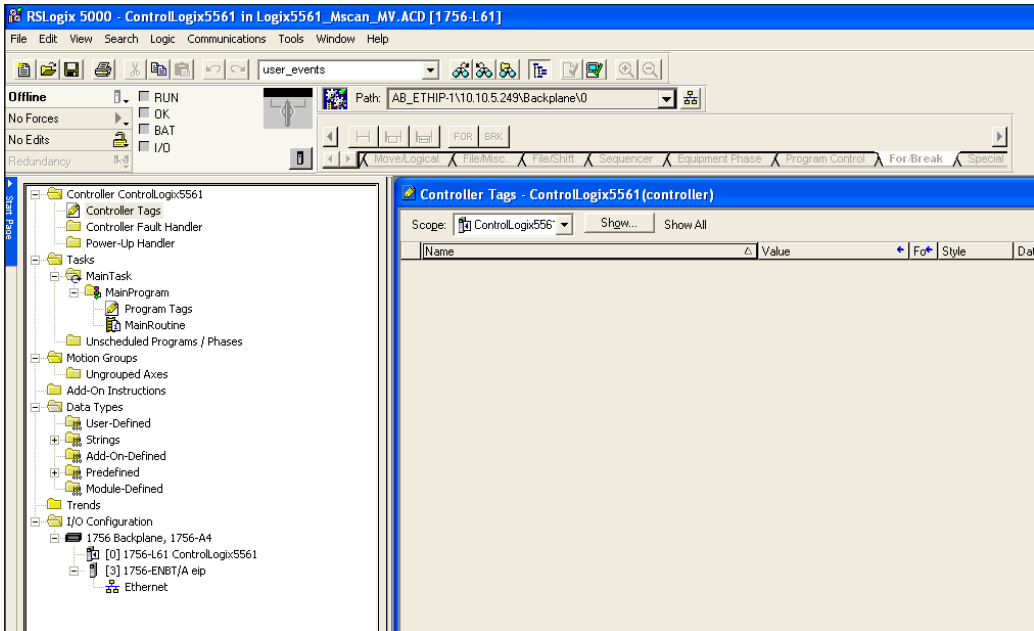 RSLogix 5000 - ControlLogix5561 in Logix5561_Mscan_MV.ACD [1756-L61]
File Edit View Search Logic Communications Tools Window Help
user_events
Offline RUN Path: AB_ETHIP-1\10.10.5.249\Backplane\0
No Forces OK
No Edits BAT FOR BRK
Redundancy I/O Move/Logical File/Misc. File/Shift Sequencer Equipment Phase Program Control For/Break Special
Start Page
Controller ControlLogix5561
Controller Tags
Controller Fault Handler
Power-Up Handler
Tasks
MainTask
MainProgram
Program Tags
MainRoutine
Unscheduled Programs / Phases
Motion Groups
Ungrouped Axes
Add-On Instructions
Data Types
User-Defined
Strings
Add-On-Defined
Predefined
Module-Defined
Trends
I/O Configuration
1756 Backplane, 1756-A4
[0] 1756-L61 ControlLogix5561
[3] 1756-ENBT/A eip
Ethernet
Controller Tags - ControlLogix5561(controller)
Scope: ControlLogix556 Show... Show All
Name Value Fo Style Dat